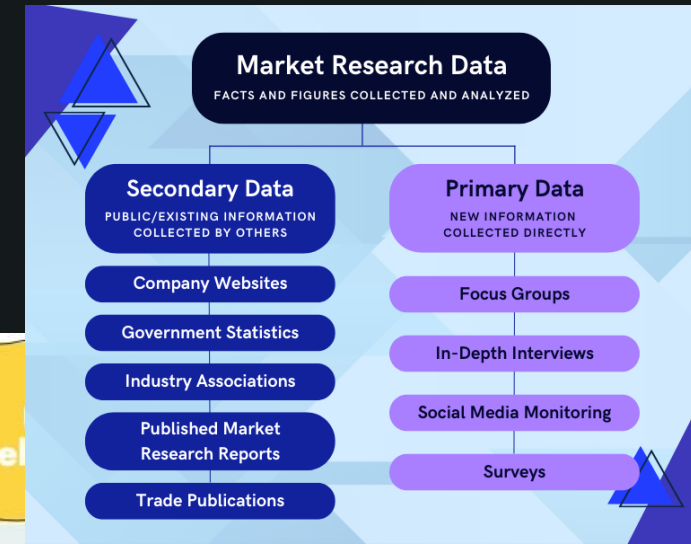 Market Research Data
FACTS AND FIGURES COLLECTED AND ANALYZED
Secondary Data
PUBLIC/EXISTING INFORMATION
COLLECTED BY OTHERS
Company Websites
Government Statistics
Industry Associations
Published Market
Research Reports
Trade Publications
Primary Data
NEW INFORMATION
COLLECTED DIRECTLY
Focus Groups
In-Depth Interviews
Social Media Monitoring
Surveys